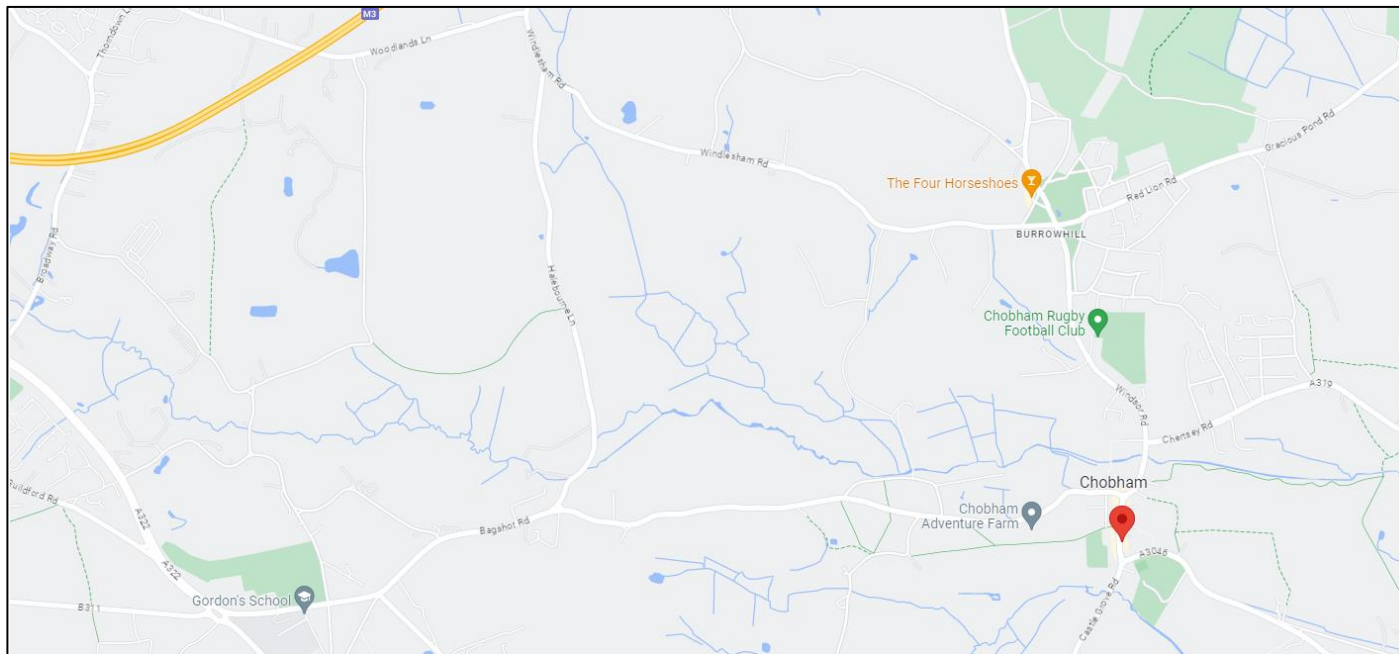 M3
Thorndown L
Woodlands Ln
Windlesham Rd
Windlesham Rd
Gracious Pond Rd
The Four Horseshoes
Red Lion Rd
BURROWHILL
Broadway Rd
Halebourne Ln
Chobham Rugby
Football Club
A319
Windsor Rd
Chertsey Rd
Chobham
Guildford Rd
A322
Bagshot Rd
Chobham
Adventure Farm
A3046
A322
Gordon's School
B311
Castle Grove Rd